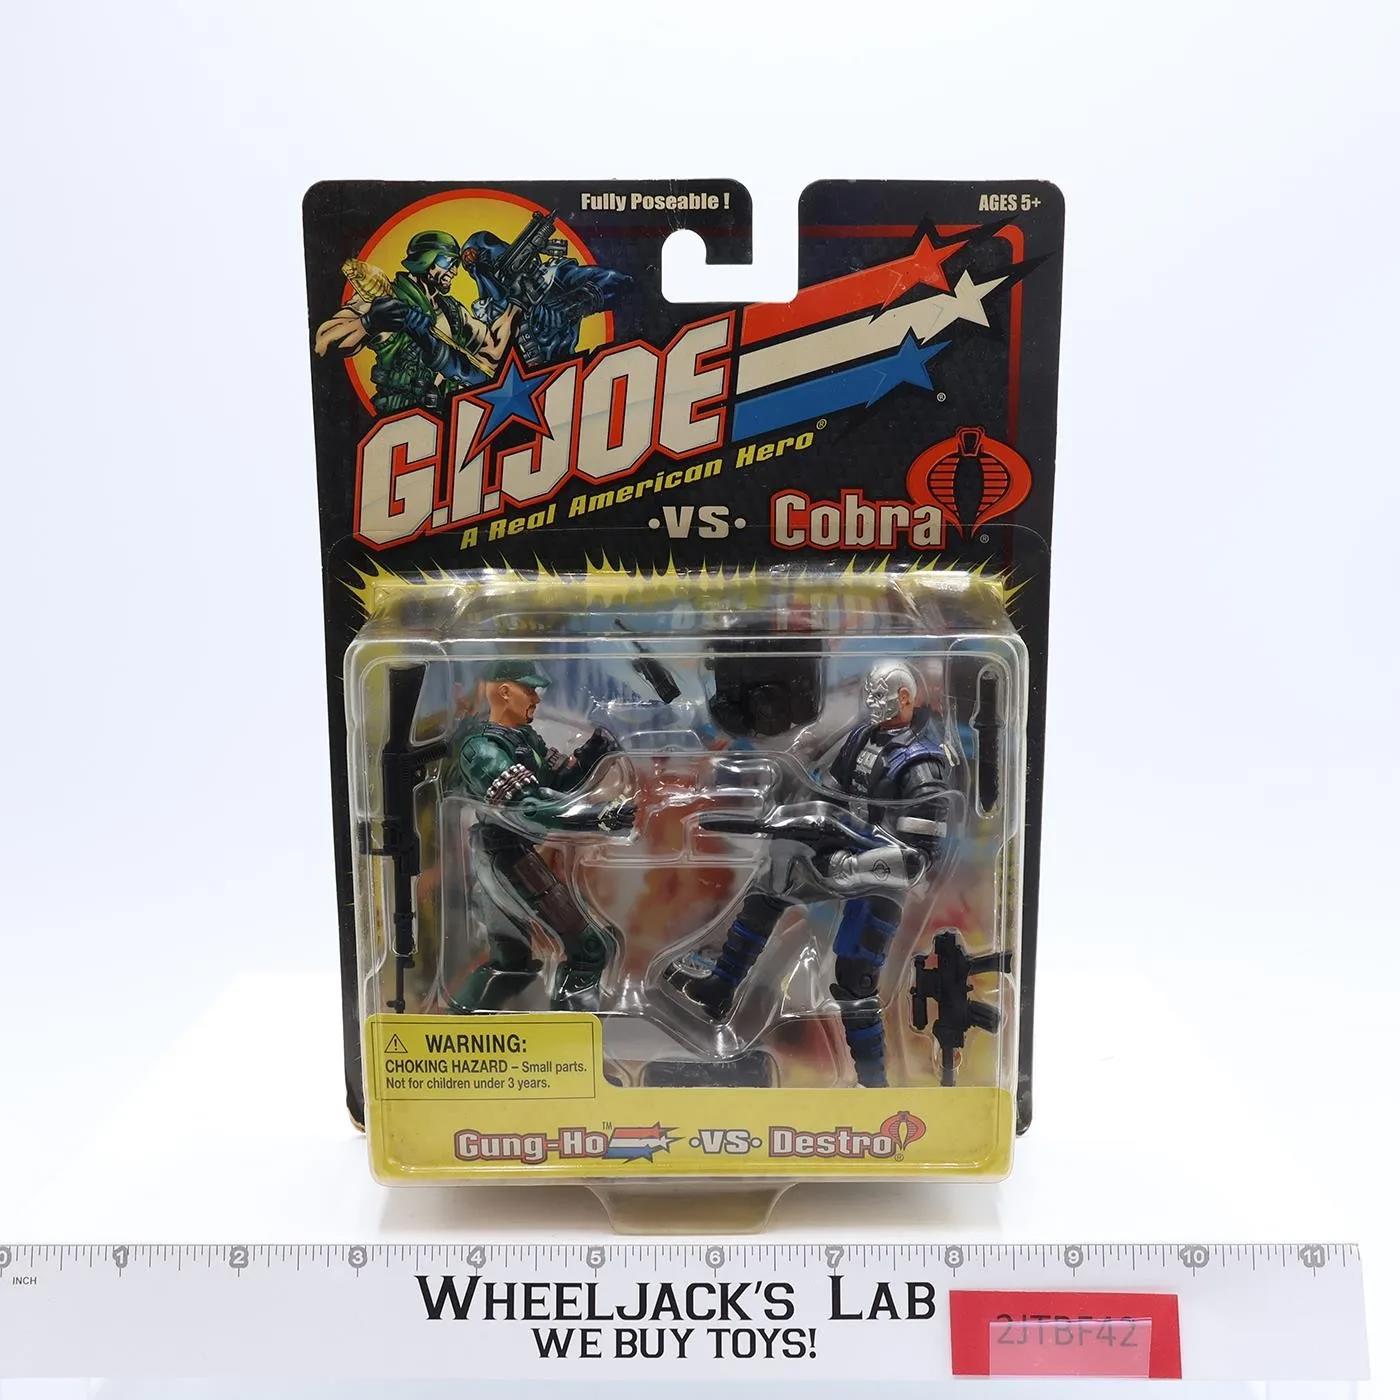 Fully Poseable !
AGES 5+
G.I.JOE ®
A Real American Hero®
•VS• Cobra ®
⚠ WARNING:
CHOKING HAZARD – Small parts.
Not for children under 3 years.
Gung-Ho™ •VS• Destro®
0 1 2 3 4 5 6 7 8 9 10 11
INCH
WHEELJACK'S LAB
WE BUY TOYS!
2JTBF42